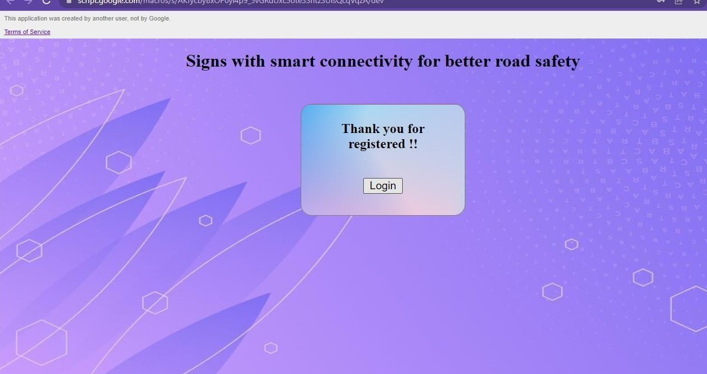 This application was created by another user, not by Google.
Terms of Service
Signs with smart connectivity for better road safety
Thank you for
registered !!
Login